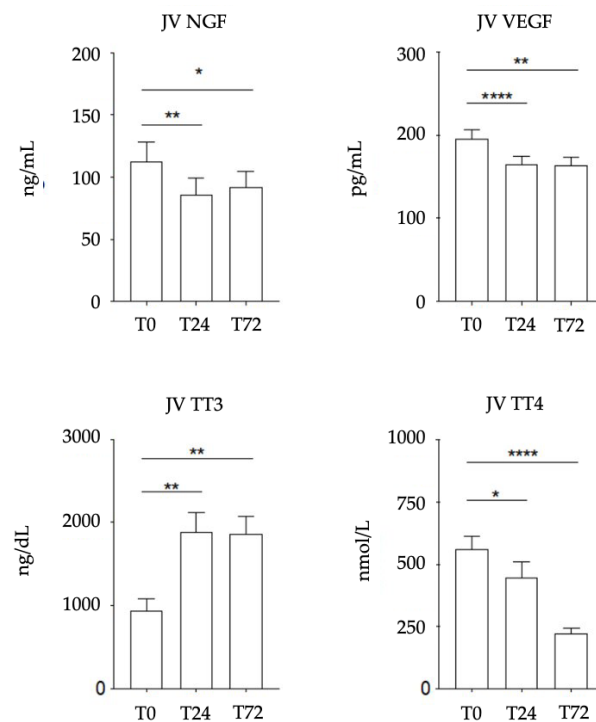 JV NGF
200
150
100
50
0
ng/mL
*
**
T0 T24 T72
JV VEGF
300
200
100
0
pg/mL
**
****
T0 T24 T72
JV TT3
3000
2000
1000
0
ng/dL
**
**
T0 T24 T72
JV TT4
1000
750
500
250
0
nmol/L
****
*
T0 T24 T72